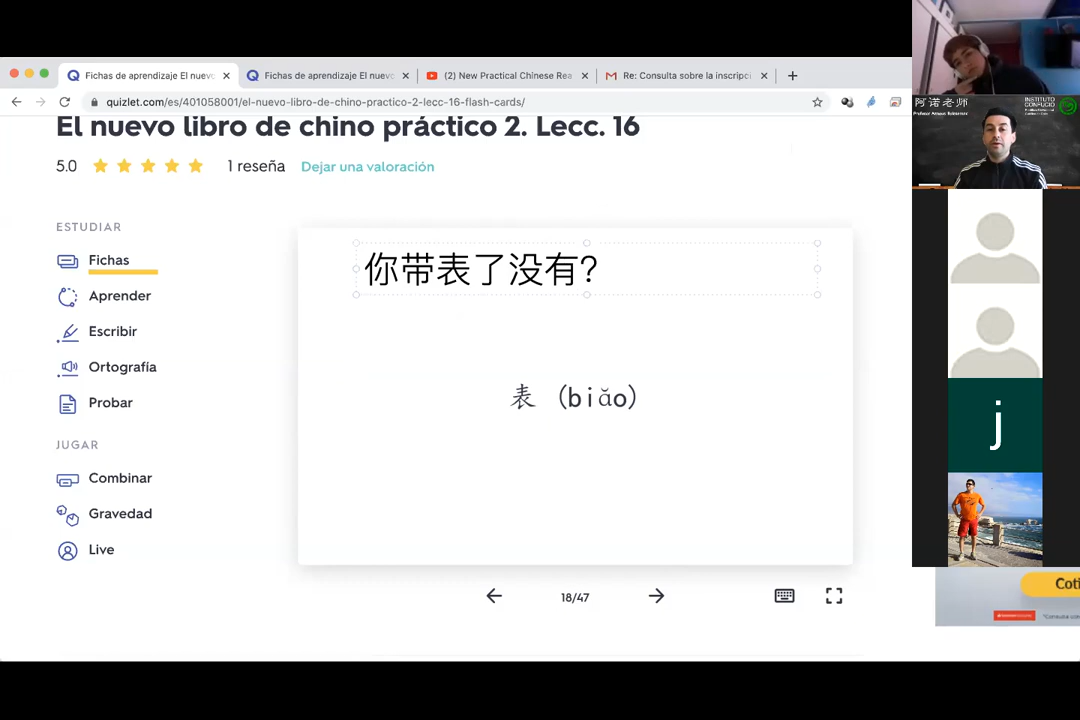 Fichas de aprendizaje El nuevo
Fichas de aprendizaje El nuevo
(2) New Practical Chinese Rea
Re: Consulta sobre la inscripci
quizlet.com/es/401058001/el-nuevo-libro-de-chino-practico-2-lecc-16-flash-cards/
El nuevo libro de chino práctico 2. Lecc. 16
5.0
1 reseña
Dejar una valoración
ESTUDIAR
Fichas
Aprender
Escribir
Ortografía
Probar
JUGAR
Combinar
Gravedad
Live
你带表了没有?
表 (biǎo)
18/47
阿诺老师
INSTITUTO
CONFUCIO
j
Coti